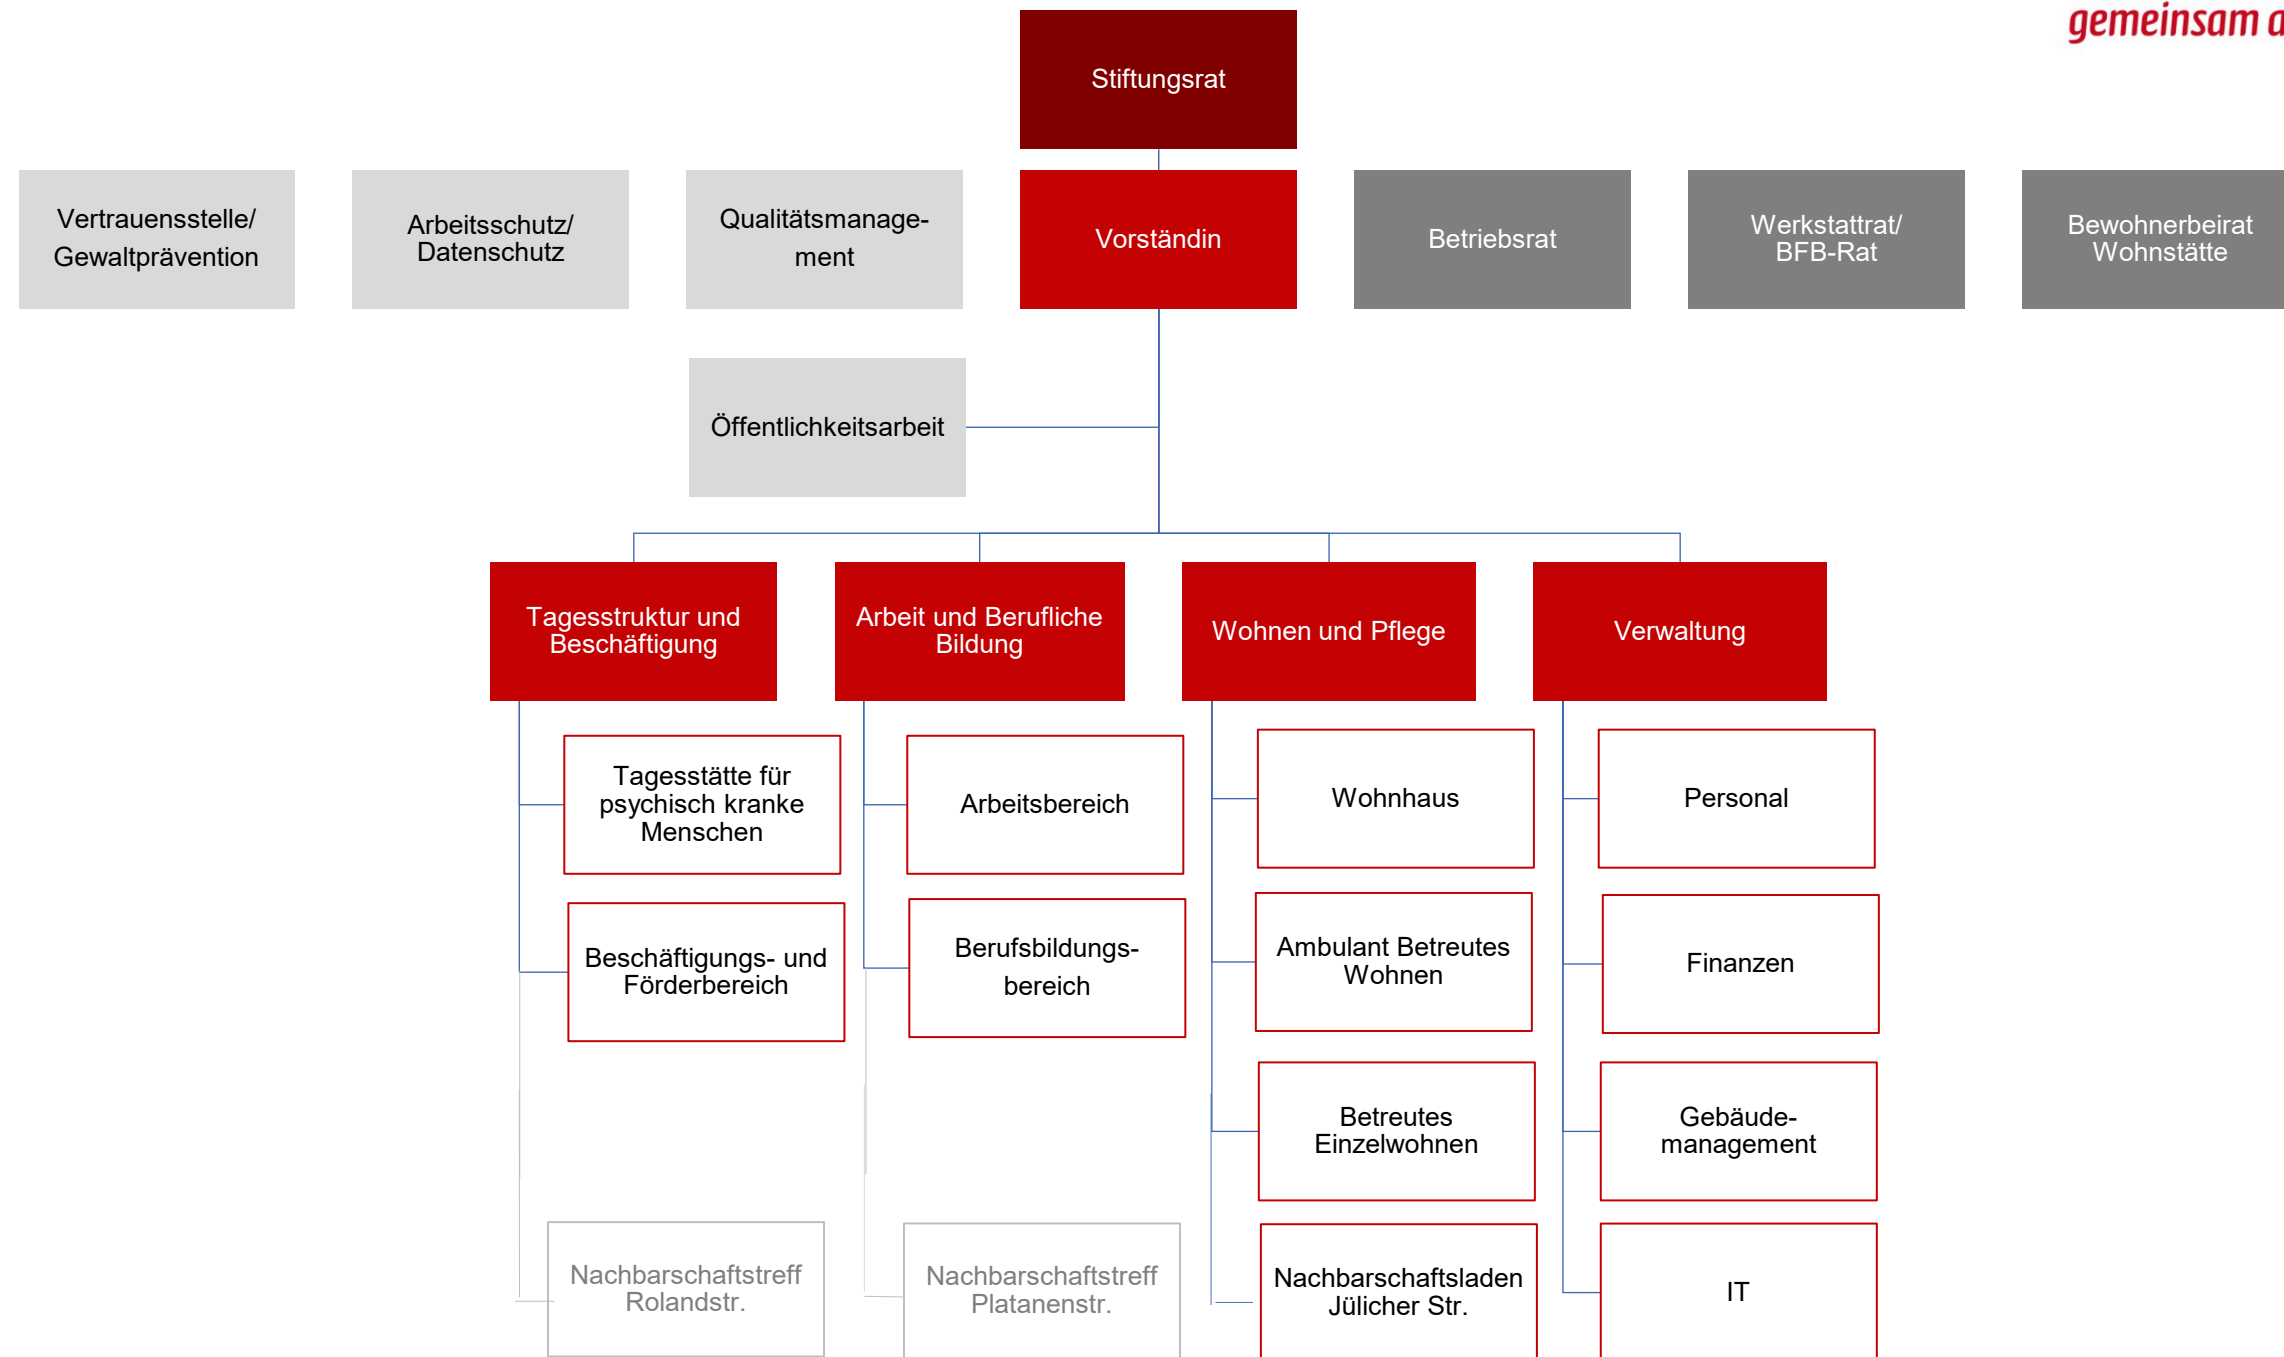 gemeinsam a
Stiftungsrat
Vertrauensstelle/
Gewaltprävention
Arbeitsschutz/
Datenschutz
Qualitätsmanage-
ment
Vorständin
Betriebsrat
Werkstattrat/
BFB-Rat
Bewohnerbeirat
Wohnstätte
Öffentlichkeitsarbeit
Tagesstruktur und
Beschäftigung
Arbeit und Berufliche
Bildung
Wohnen und Pflege
Verwaltung
Tagesstätte für
psychisch kranke
Menschen
Arbeitsbereich
Wohnhaus
Personal
Beschäftigungs- und
Förderbereich
Berufsbildungs-
bereich
Ambulant Betreutes
Wohnen
Finanzen
Betreutes
Einzelwohnen
Gebäude-
management
Nachbarschaftstreff
Rolandstr.
Nachbarschaftstreff
Platanenstr.
Nachbarschaftsladen
Jülicher Str.
IT